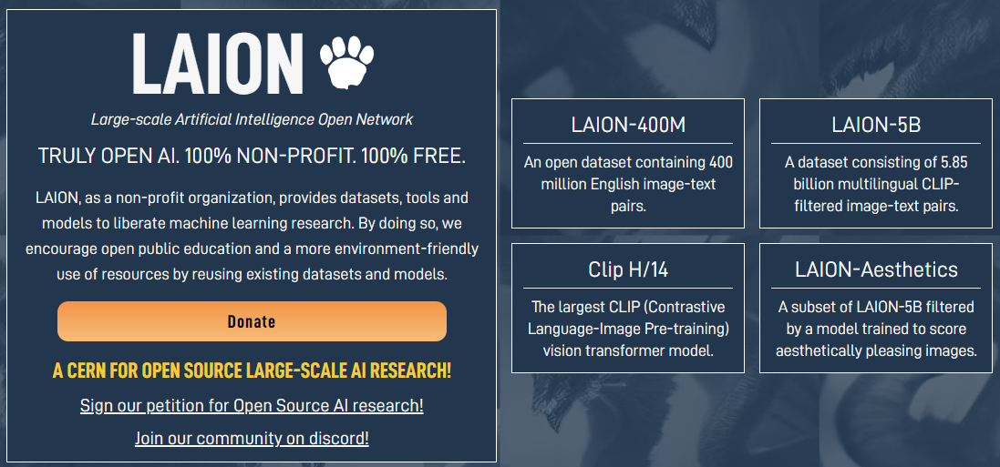 LAION
Large-scale Artificial Intelligence Open Network
TRULY OPEN AI. 100% NON-PROFIT. 100% FREE.
LAION, as a non-profit organization, provides datasets, tools and
models to liberate machine learning research. By doing so, we
encourage open public education and a more environment-friendly
use of resources by reusing existing datasets and models.
Donate
A CERN FOR OPEN SOURCE LARGE-SCALE AI RESEARCH!
Sign our petition for Open Source AI research!
Join our community on discord!
LAION-400M
An open dataset containing 400
million English image-text
pairs.
LAION-5B
A dataset consisting of 5.85
billion multilingual CLIP-
filtered image-text pairs.
Clip H/14
The largest CLIP (Contrastive
Language-Image Pre-training)
vision transformer model.
LAION-Aesthetics
A subset of LAION-5B filtered
by a model trained to score
aesthetically pleasing images.